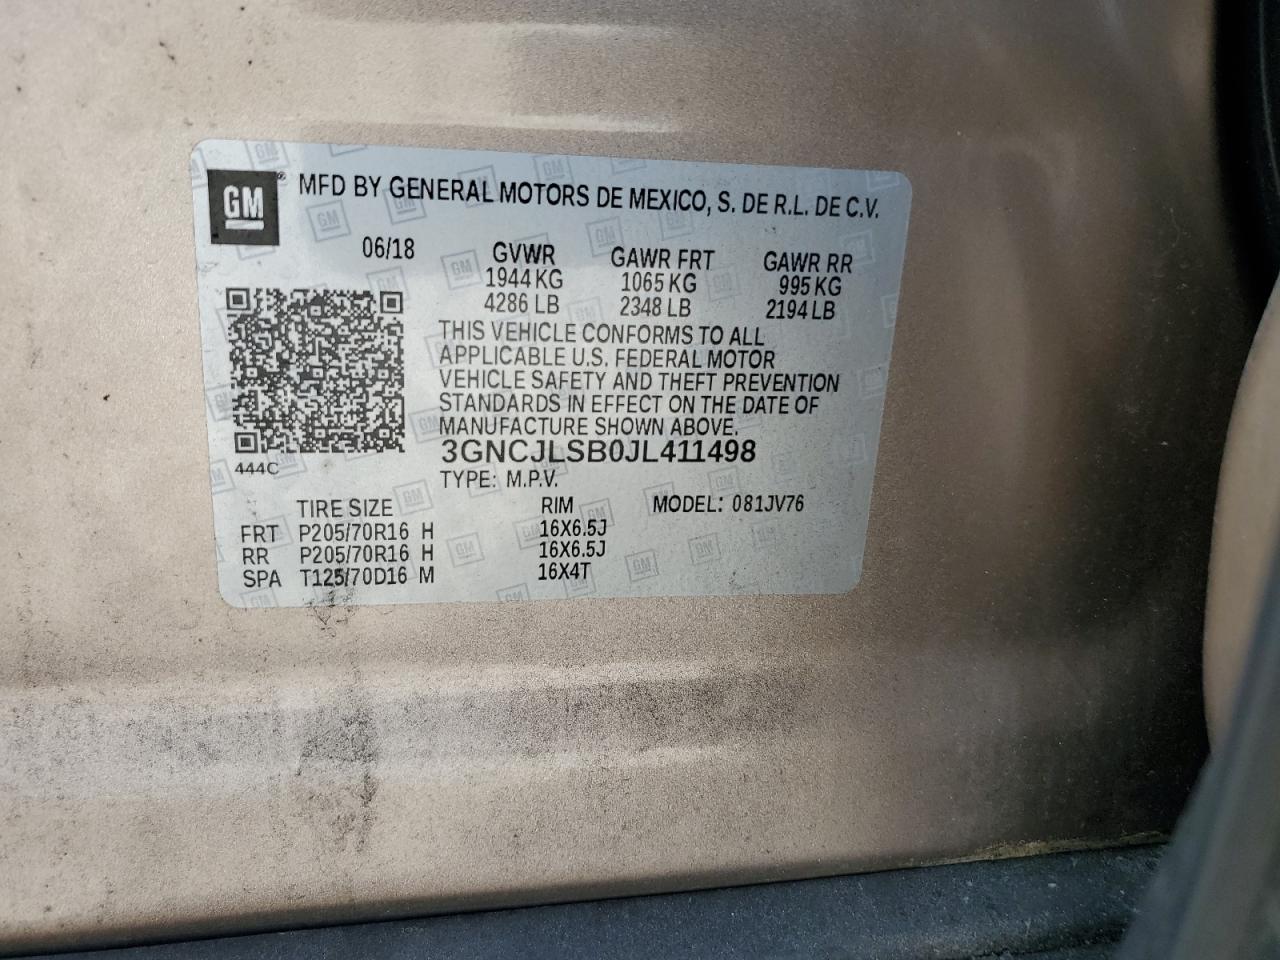 GM® MFD BY GENERAL MOTORS DE MEXICO, S. DE R.L. DE C.V.
06/18 GVWR GAWR FRT GAWR RR
1944 KG 1065 KG 995 KG
4286 LB 2348 LB 2194 LB
THIS VEHICLE CONFORMS TO ALL
APPLICABLE U.S. FEDERAL MOTOR
VEHICLE SAFETY AND THEFT PREVENTION
STANDARDS IN EFFECT ON THE DATE OF
MANUFACTURE SHOWN ABOVE.
3GNCJLSB0JL411498
444C
TYPE: M.P.V.
TIRE SIZE RIM MODEL: 081JV76
FRT P205/70R16 H 16X6.5J
RR P205/70R16 H 16X6.5J
SPA T125/70D16 M 16X4T